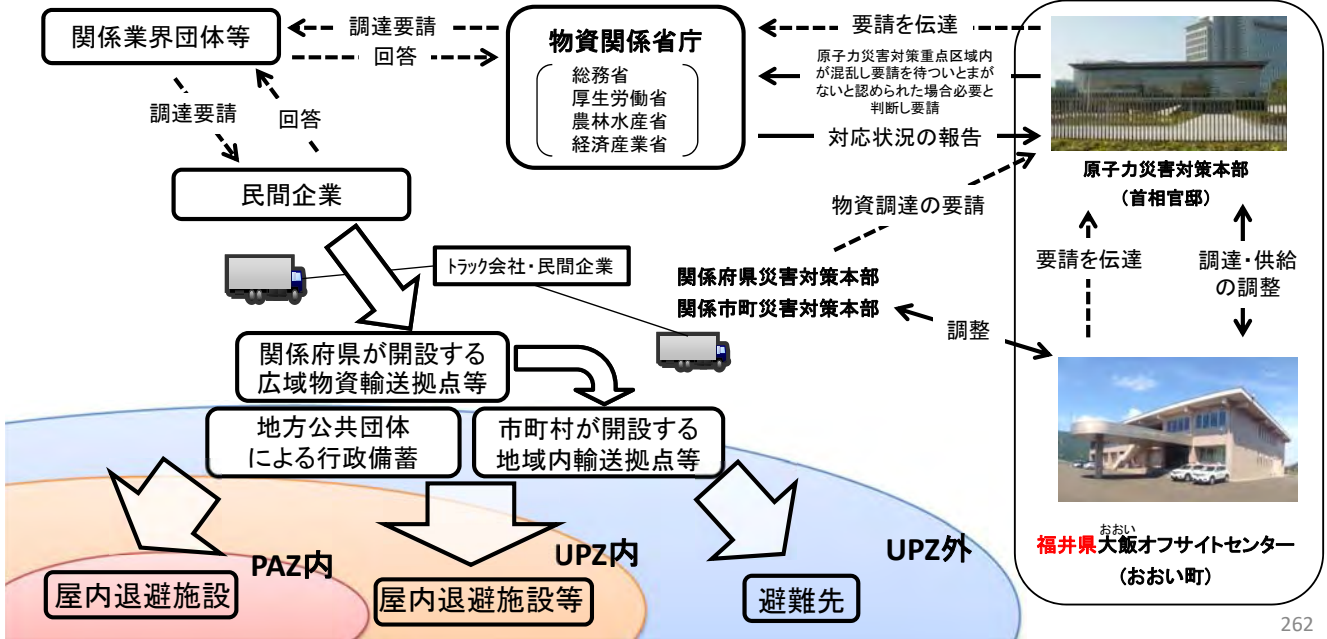 関係業界団体等
調達要請
回答
物資関係省庁
総務省
厚生労働省
農林水産省
経済産業省
要請を伝達
原子力災害対策重点区域内
が混乱し要請を待ついとまが
ないと認められた場合必要と
判断し要請
対応状況の報告
原子力災害対策本部
(首相官邸)
調達要請
回答
民間企業
物資調達の要請
トラック会社・民間企業
関係府県災害対策本部
関係市町災害対策本部
要請を伝達
調達・供給
の調整
調整
関係府県が開設する
広域物資輸送拠点等
地方公共団体
による行政備蓄
市町村が開設する
地域内輸送拠点等
おおい
福井県大飯オフサイトセンター
(おおい町)
PAZ内
UPZ内
UPZ外
屋内退避施設
屋内退避施設等
避難先
262